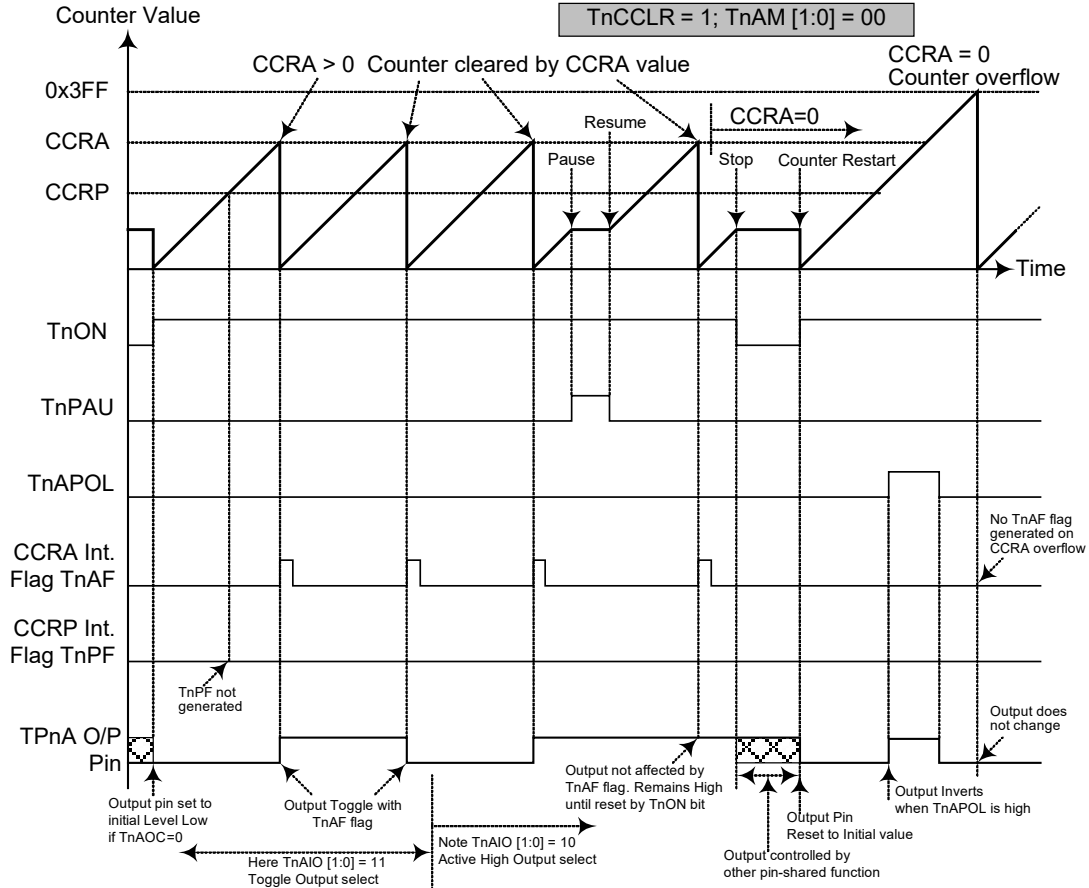 Counter Value
TnCCLR = 1; TnAM [1:0] = 00
CCRA > 0
Counter cleared by CCRA value
CCRA = 0
Counter overflow
0x3FF
CCRA
CCRP
Resume
CCRA=0
Pause
Stop
Counter Restart
Time
TnON
TnPAU
TnAPOL
CCRA Int.
Flag TnAF
No TnAF flag
generated on
CCRA overflow
CCRP Int.
Flag TnPF
TnPF not
generated
TPnA O/P
Pin
Output does
not change
Output pin set to
initial Level Low
if TnAOC=0
Output Toggle with
TnAF flag
Output not affected by
TnAF flag. Remains High
until reset by TnON bit
Output Inverts
when TnAPOL is high
Output Pin
Reset to Initial value
Here TnAIO [1:0] = 11
Toggle Output select
Note TnAIO [1:0] = 10
Active High Output select
Output controlled by
other pin-shared function